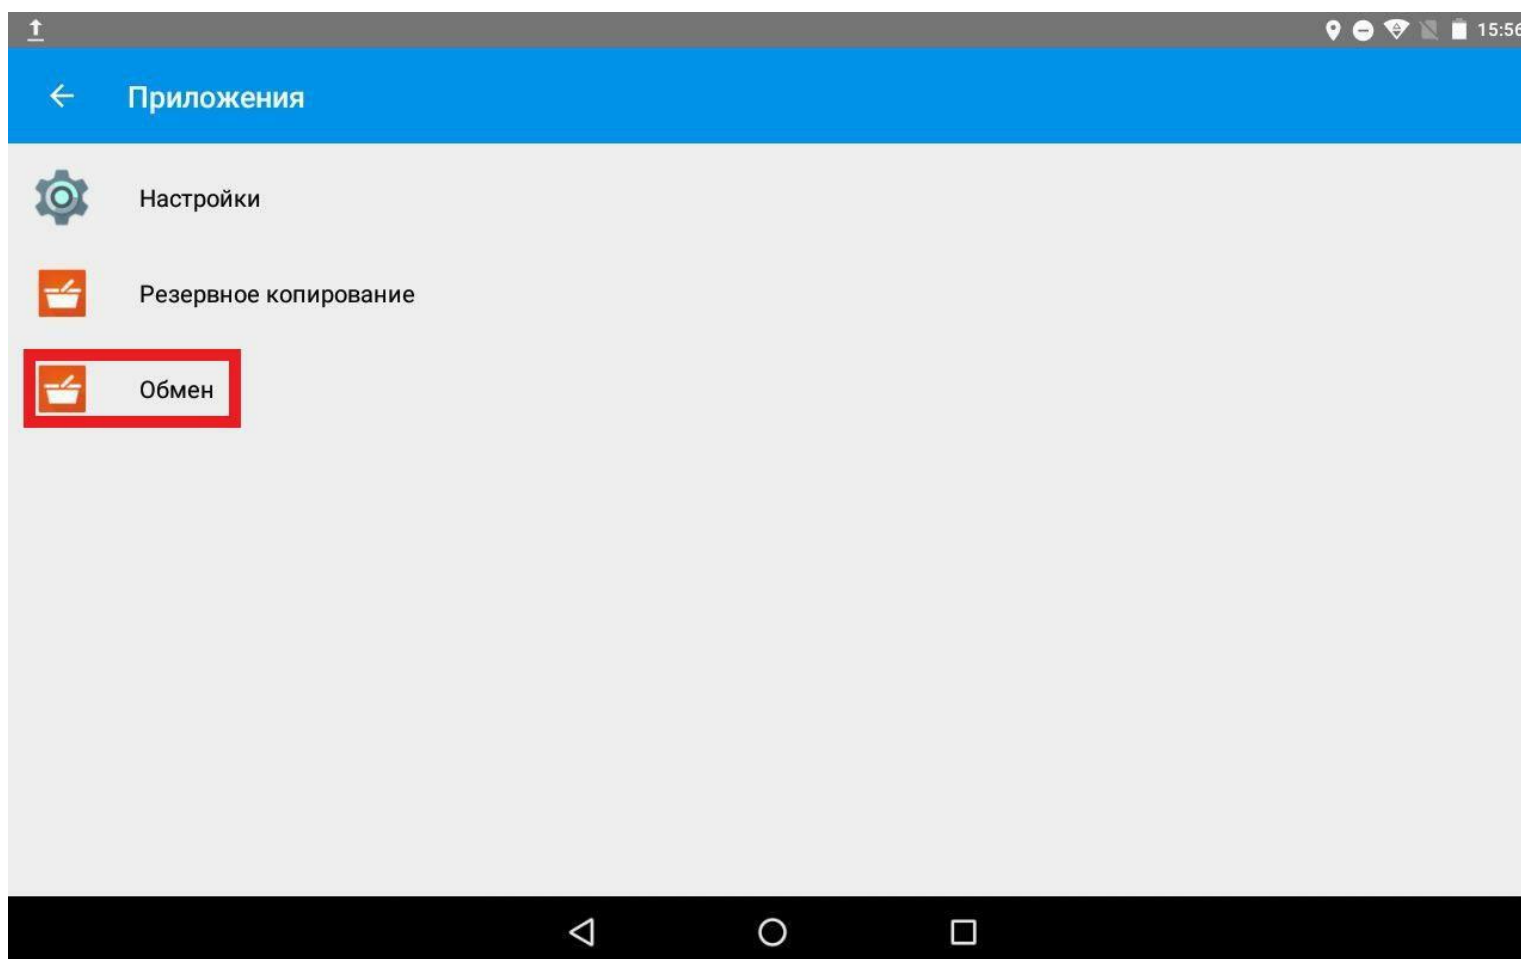 15:56
Приложения
Настройки
Резервное копирование
Обмен